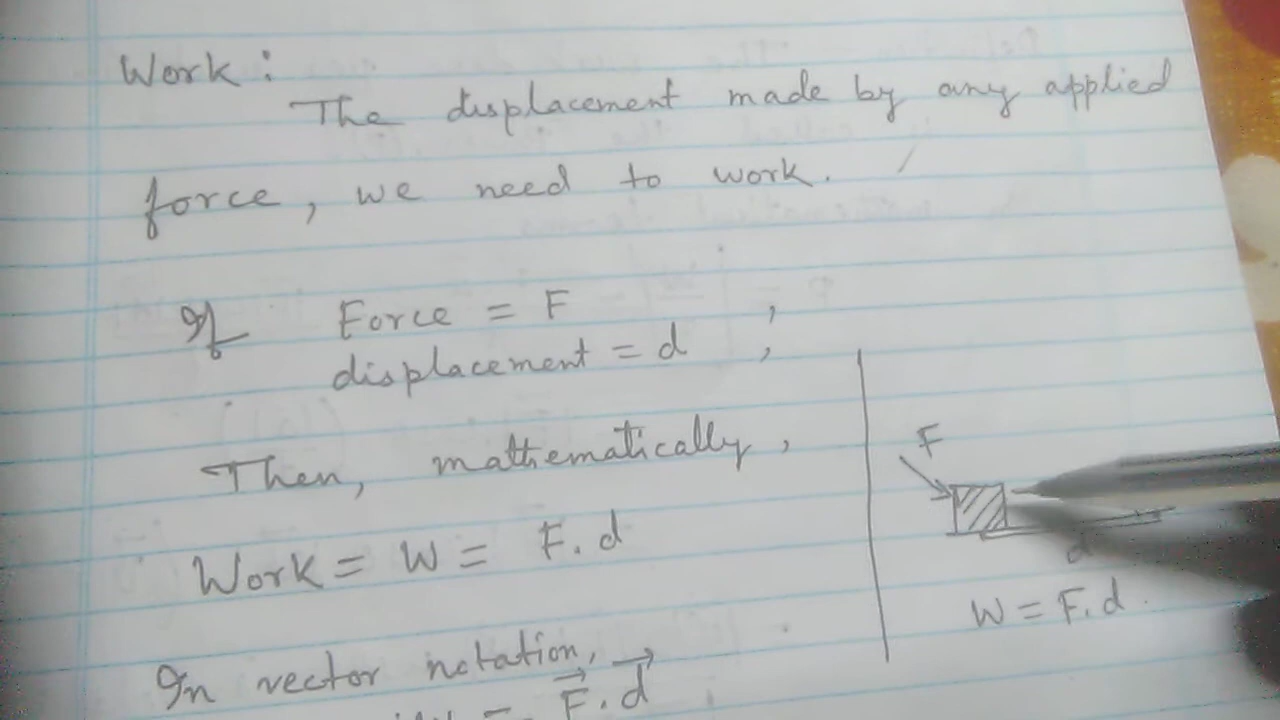 Work:
The displacement made by any applied
force, we need to work.
If Force = F ,
displacement = d ,
Then, mathematically,
Work = W = F.d
In vector notation,
W = F⃗.d⃗
F
d
W = F.d